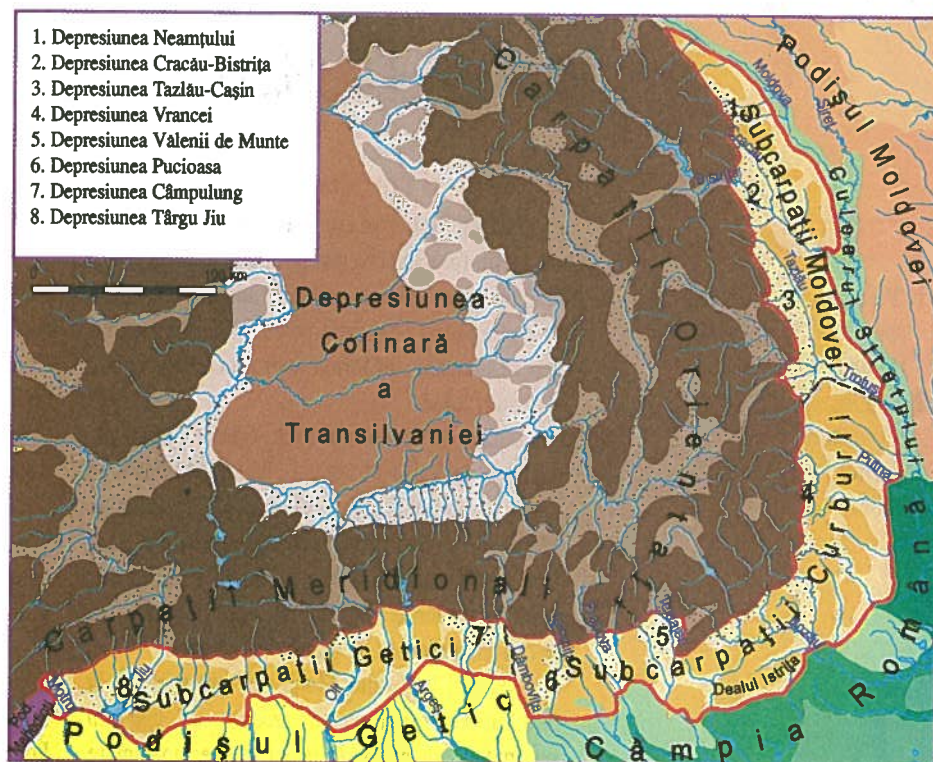 1. Depresiunea Neamțului
2. Depresiunea Cracău-Bistrița
3. Depresiunea Tazlău-Cașin
4. Depresiunea Vrancei
5. Depresiunea Vălenii de Munte
6. Depresiunea Pucioasa
7. Depresiunea Câmpulung
8. Depresiunea Târgu Jiu
Carpații Orientali
Podișul Moldovei
Moldova
Siret
Subcarpații Moldovei
Culoarul Siretului
1
2
Tazlău
3
Depresiunea
Colinară
a
Transilvaniei
Trotuș
Putna
4
Subcarpații Curburii
Carpații Meridionali
Buzău
7
5
Subcarpații Getici
Motru
8
Jiu
Olt
Argeș
Dâmbovița
6
Dealul Istrița
Pod.
Podișul Getic
Câmpia Română